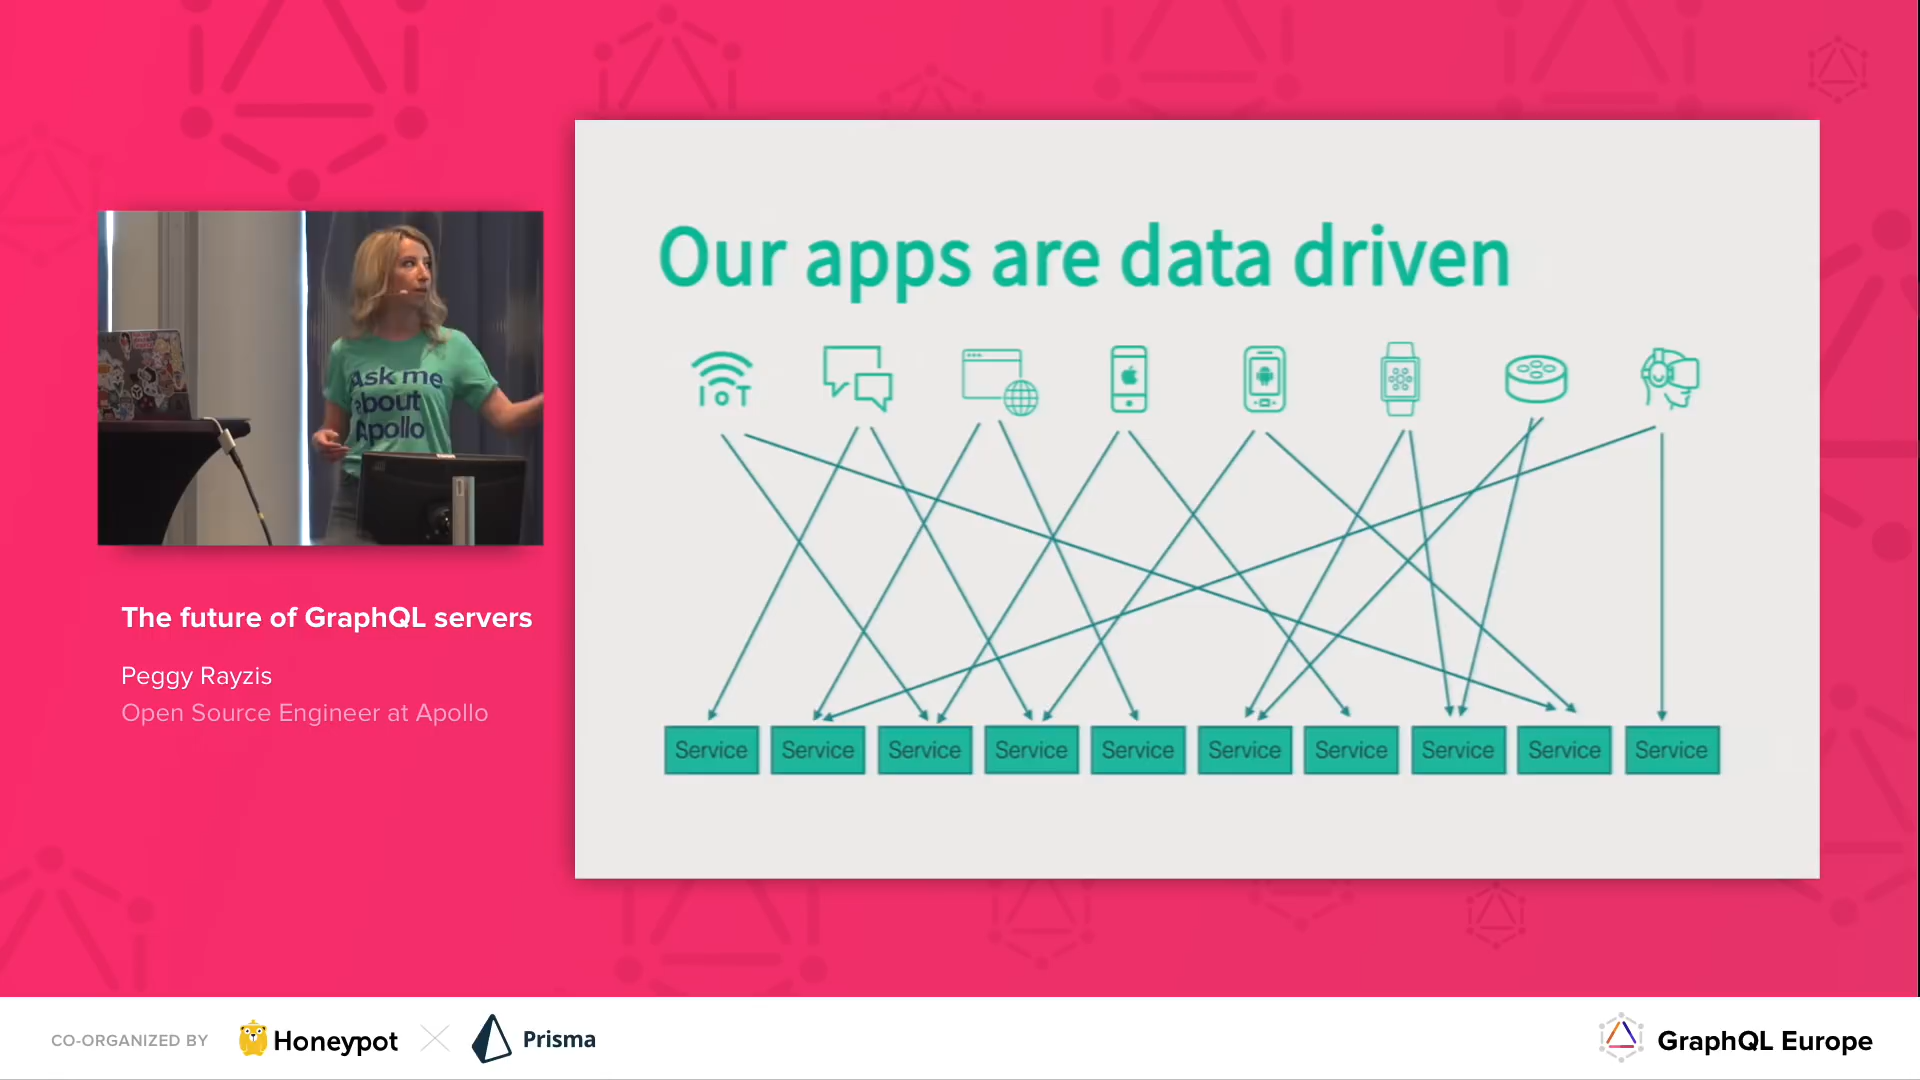 Our apps are data driven
IoT
Service Service Service Service Service Service Service Service Service Service
Ask me
about
Apollo
The future of GraphQL servers
Peggy Rayzis
Open Source Engineer at Apollo
CO-ORGANIZED BY Honeypot Prisma GraphQL Europe